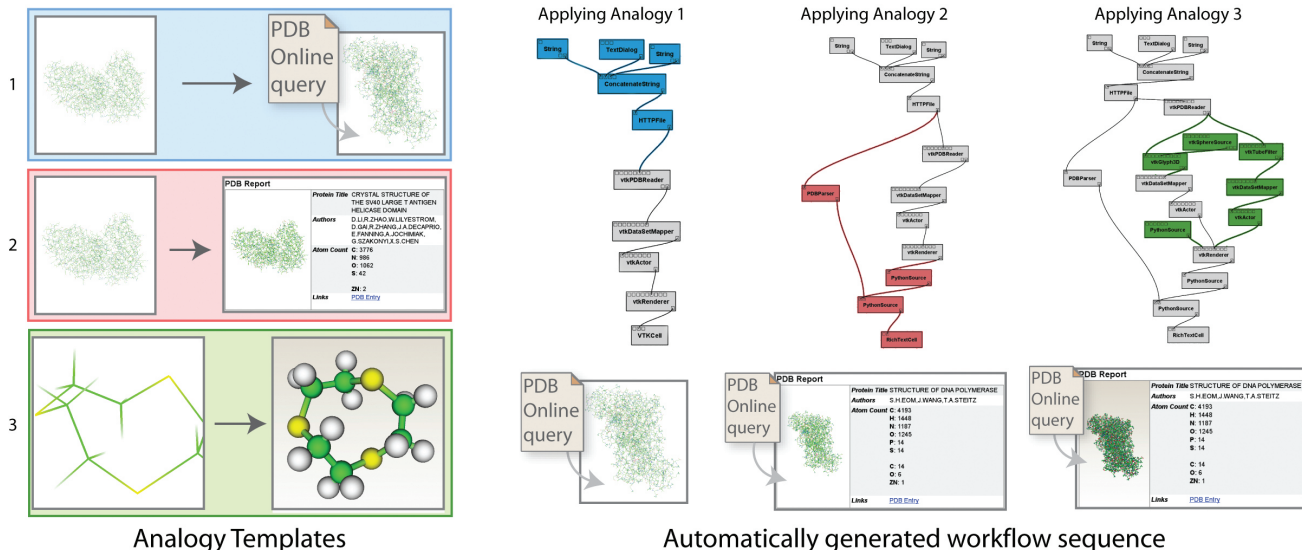 1
PDB
Online
query
2
PDB Report
Protein Title CRYSTAL STRUCTURE OF
THE SV40 LARGE T ANTIGEN
HELICASE DOMAIN
Authors D.LI,R.ZHAO,W.LILYESTROM,
D.GAI,R.ZHANG,J.A.DECAPRIO,
E.FANNING,A.JOCHIMIAK,
G.SZAKONYI,X.S.CHEN
Atom Count C: 3776
N: 986
O: 1062
S: 42
ZN: 2
Links PDB Entry
3
Analogy Templates
Applying Analogy 1
String
TextDialog
String
ConcatenateString
HTTPFile
vtkPDBReader
vtkDataSetMapper
vtkActor
vtkRenderer
VTKCell
PDB
Online
query
Applying Analogy 2
String
TextDialog
String
ConcatenateString
HTTPFile
vtkPDBReader
PDBParser
vtkDataSetMapper
vtkActor
vtkRenderer
PythonSource
PythonSource
RichTextCell
PDB
Online
query
PDB Report
Protein Title STRUCTURE OF DNA POLYMERASE
Authors S.H.EOM,J.WANG,T.A.STEITZ
Atom Count C: 4193
H: 1448
N: 1187
O: 1245
P: 14
S: 14
C: 14
O: 6
ZN: 1
Links PDB Entry
Applying Analogy 3
String
TextDialog
String
ConcatenateString
HTTPFile
vtkPDBReader
vtkSphereSource
vtkTubeFilter
vtkGlyph3D
PDBParser
vtkDataSetMapper
vtkDataSetMapper
vtkActor
vtkActor
PythonSource
vtkRenderer
PythonSource
PythonSource
RichTextCell
PDB
Online
query
PDB Report
Protein Title STRUCTURE OF DNA POLYMERASE
Authors S.H.EOM,J.WANG,T.A.STEITZ
Atom Count C: 4193
H: 1448
N: 1187
O: 1245
P: 14
S: 14
C: 14
O: 6
ZN: 1
Links PDB Entry
Automatically generated workflow sequence